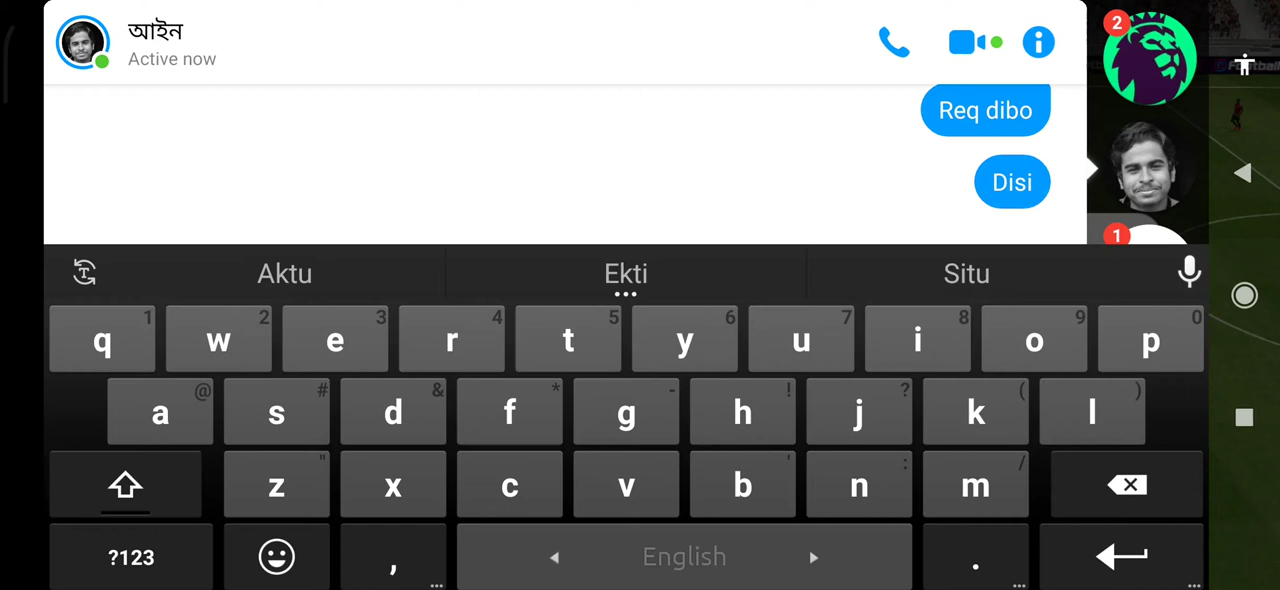 আইন
Active now
2
Football
Req dibo
Disi
1
Aktu Ekti Situ
q 1 w 2 e 3 r 4 t 5 y 6 u 7 i 8 o 9 p 0
a @ s # d & f * g - h ! j ? k ( l )
z " x c v b ' n : m /
?123 , English .